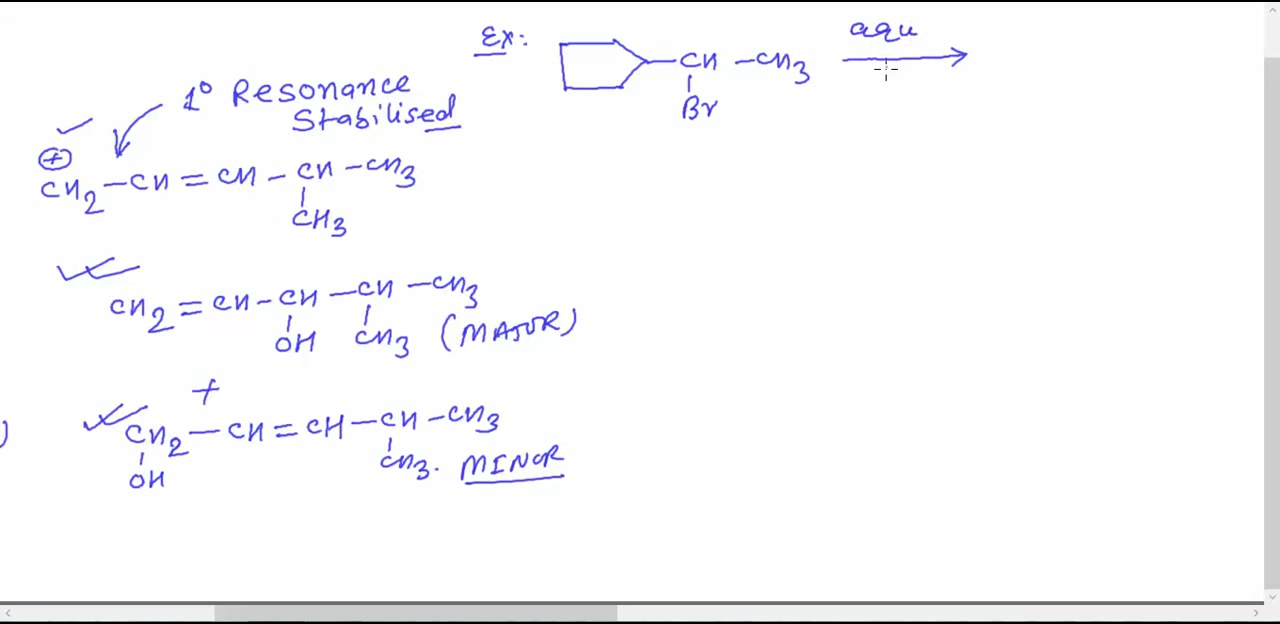 Ex: CH -CH3 aqu
Br
1° Resonance
Stabilised
+
CH2 -CH = CH - CH -CH3
CH3
CH2 = CH - CH -CH -CH3
OH CH3 (MAJOR)
+
) CH2 -CH = CH -CH -CH3
OH CH3. MINOR